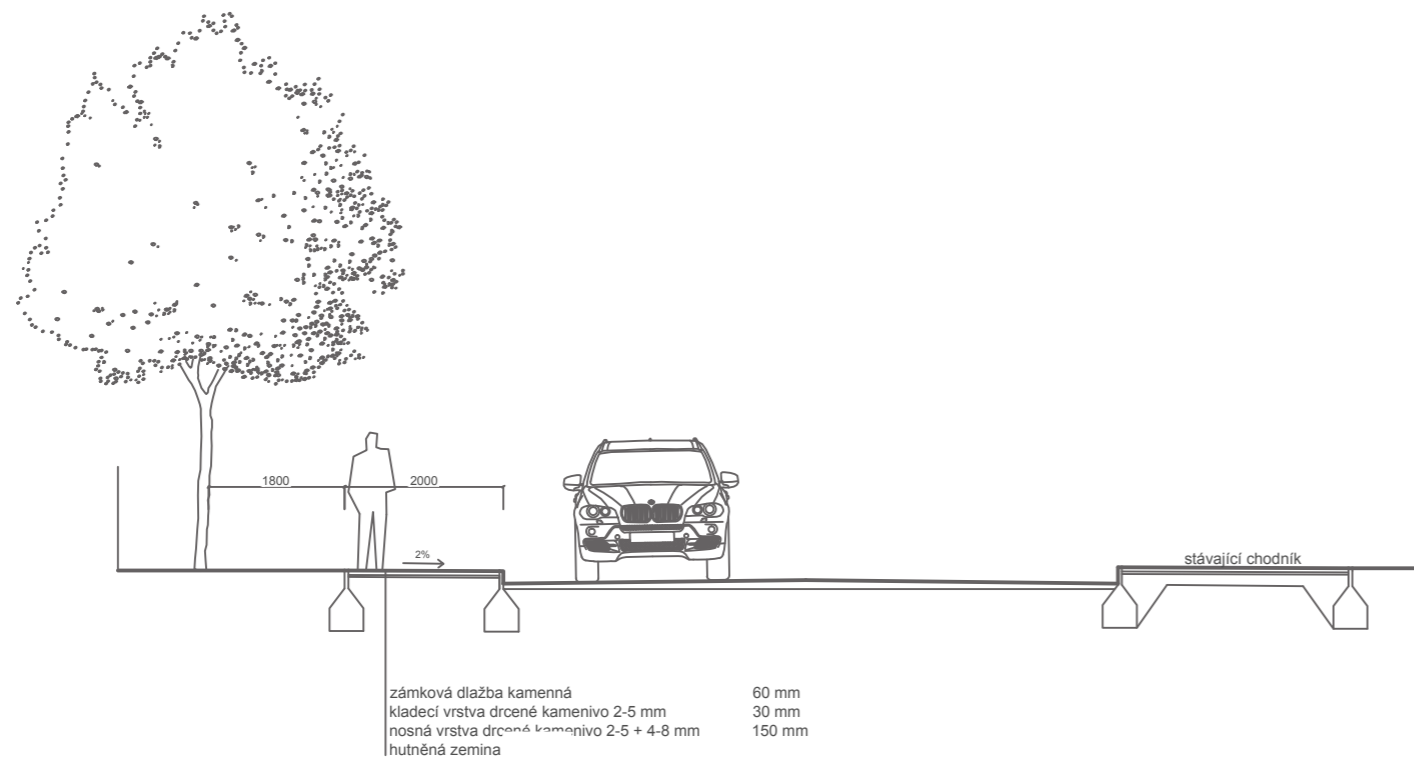 1800 2000
2%
stávající chodník
zámková dlažba kamenná 60 mm
kladecí vrstva drcené kamenivo 2-5 mm 30 mm
nosná vrstva drcené kamenivo 2-5 + 4-8 mm 150 mm
hutněná zemina